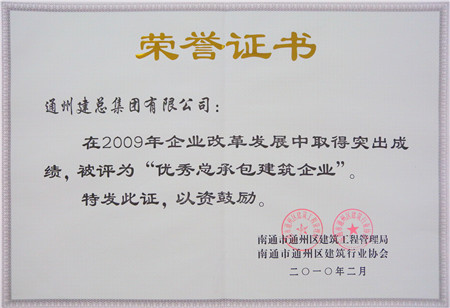 荣誉证书
通州建总集团有限公司：
在2009年企业改革发展中取得突出成
绩，被评为“优秀总承包建筑企业”。
特发此证，以资鼓励。
南通市通州区建筑工程管理局
南通市通州区建筑行业协会
二〇一〇年二月